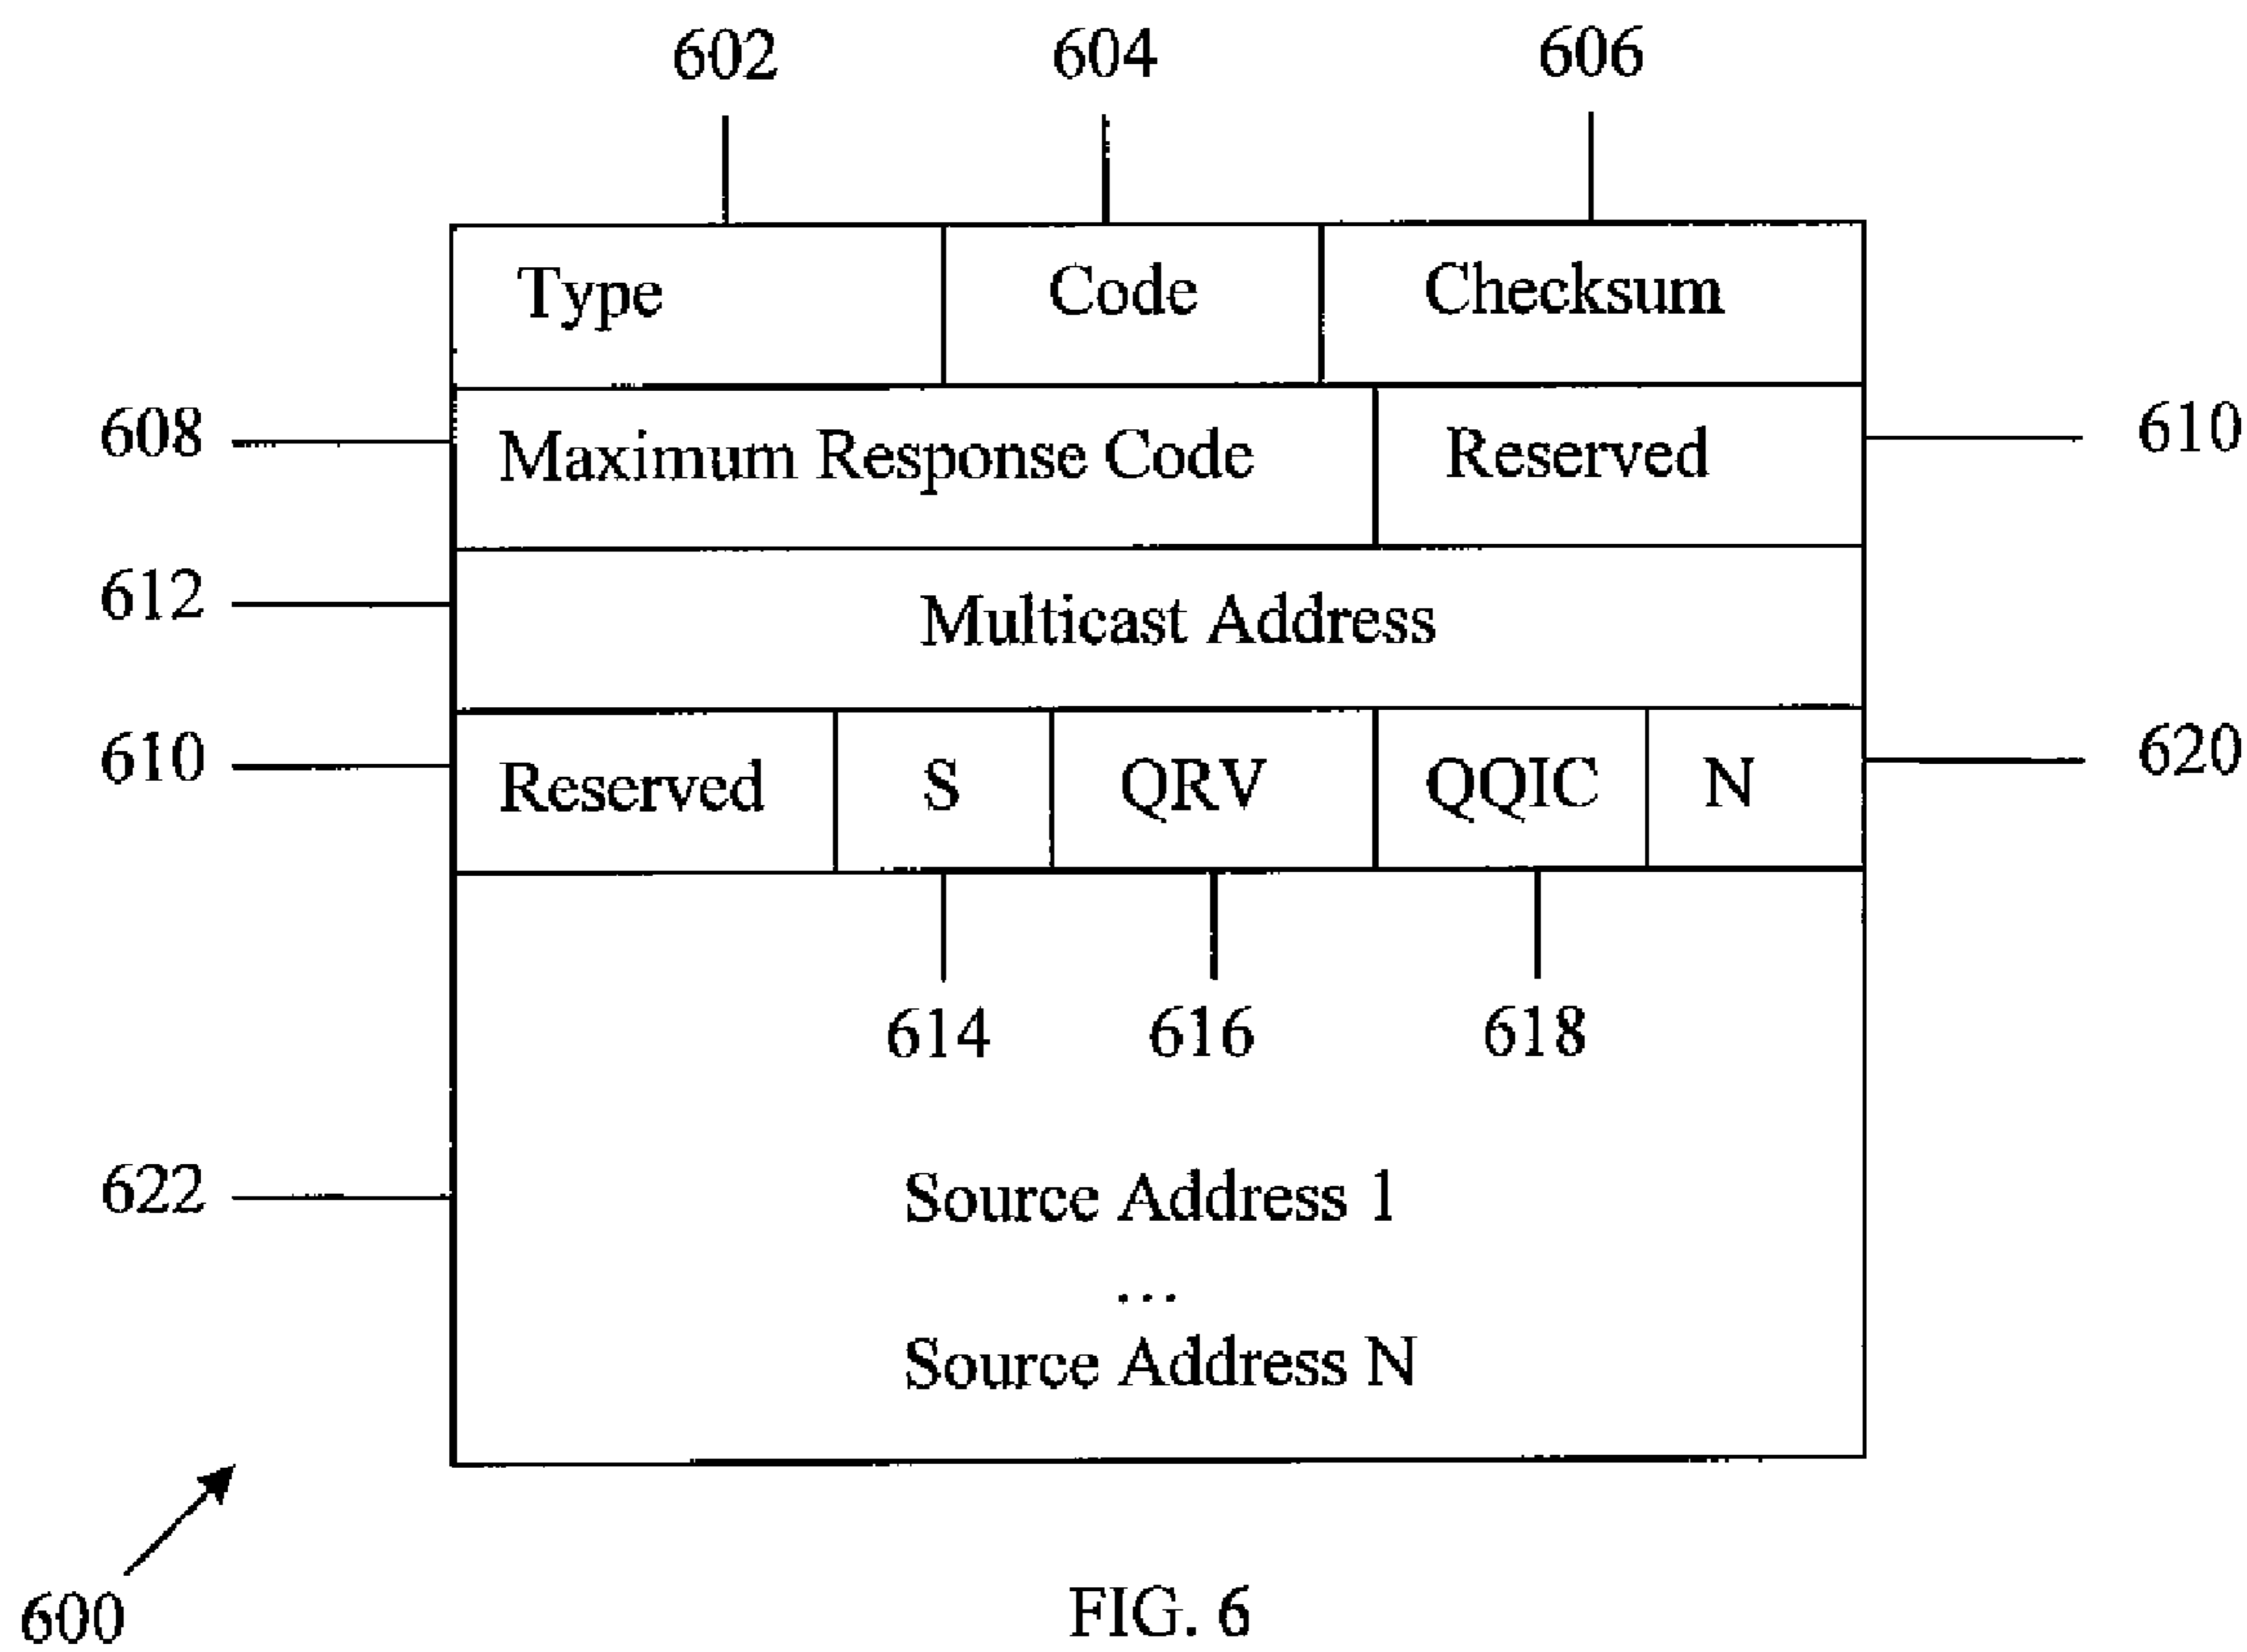 602 604 606
Type Code Checksum
608 Maximum Response Code Reserved 610
612 Multicast Address
610 Reserved S QRV QQIC N 620
614 616 618
622 Source Address 1
...
Source Address N
600 FIG. 6